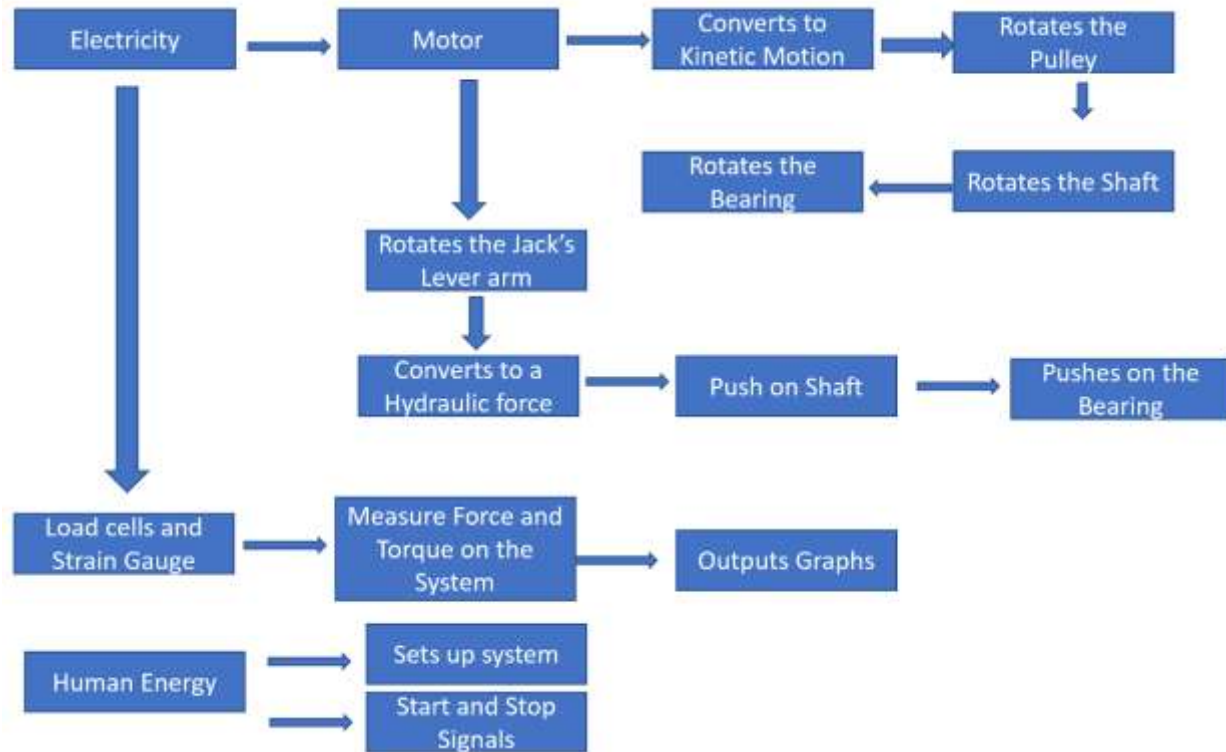 Electricity
Motor
Converts to
Kinetic Motion
Rotates the
Pulley
Rotates the
Bearing
Rotates the Shaft
Rotates the Jack's
Lever arm
Converts to a
Hydraulic force
Push on Shaft
Pushes on the
Bearing
Load cells and
Strain Gauge
Measure Force and
Torque on the
System
Outputs Graphs
Human Energy
Sets up system
Start and Stop
Signals